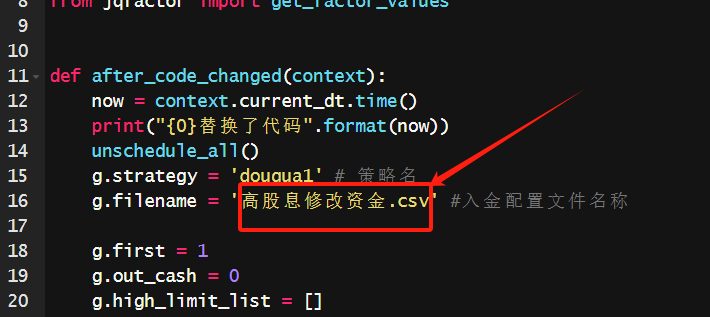 8 from jqfactor import get_factor_values
9
10
11 def after_code_changed(context):
12 now = context.current_dt.time()
13 print("{0}替换了代码".format(now))
14 unschedule_all()
15 g.strategy = 'dougua1' # 策略名
16 g.filename = '高股息修改资金.csv' #入金配置文件名称
17
18 g.first = 1
19 g.out_cash = 0
20 g.high_limit_list = []